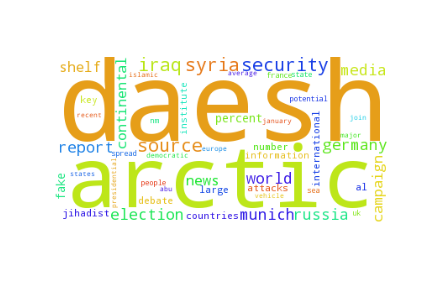 daesh
arctic
shelf
iraq
syria
security
media
islamic
average
france
state
continental
institute
key
recent
nm
percent
potential
january
join
major
report
spread
source
democratic
europe
number
information
international
germany
fake
states
presidential
people
abu
news
large
world
attacks
vehicle
sea
al
campaign
jihadist
election
debate
countries
munich
russia
uk